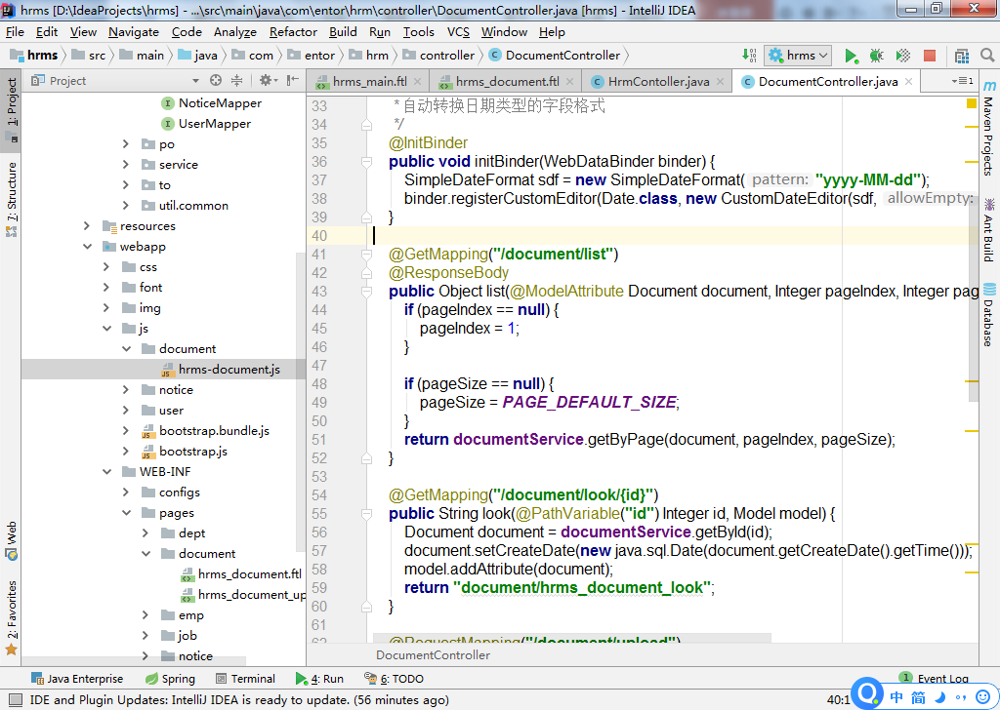 hrms [D:\IdeaProjects\hrms] - ...\src\main\java\com\entor\hrm\controller\DocumentController.java [hrms] - IntelliJ IDEA
File Edit View Navigate Code Analyze Refactor Build Run Tools VCS Window Help
hrms src main java com entor hrm controller DocumentController hrms
Project hrms_main.ftl hrms_document.ftl HrmController.java DocumentController.java
1: Project
7: Structure
Web
2: Favorites
NoticeMapper
UserMapper
po
service
to
util.common
resources
webapp
css
font
img
js
document
hrms-document.js
notice
user
bootstrap.bundle.js
bootstrap.js
WEB-INF
configs
pages
dept
document
hrms_document.ftl
hrms_document_up
emp
job
notice
33 * 自动转换日期类型的字段格式
34 */
35 @InitBinder
36 public void initBinder(WebDataBinder binder) {
37 SimpleDateFormat sdf = new SimpleDateFormat( pattern: "yyyy-MM-dd");
38 binder.registerCustomEditor(Date.class, new CustomDateEditor(sdf, allowEmpty:
39 }
40
41 @GetMapping("/document/list")
42 @ResponseBody
43 public Object list(@ModelAttribute Document document, Integer pageIndex, Integer pag
44 if (pageIndex == null) {
45 pageIndex = 1;
46 }
47
48 if (pageSize == null) {
49 pageSize = PAGE_DEFAULT_SIZE;
50 }
51 return documentService.getByPage(document, pageIndex, pageSize);
52 }
53
54 @GetMapping("/document/look/{id}")
55 public String look(@PathVariable("id") Integer id, Model model) {
56 Document document = documentService.getById(id);
57 document.setCreateDate(new java.sql.Date(document.getCreateDate().getTime()));
58 model.addAttribute(document);
59 return "document/hrms_document_look";
60 }
61
62 @RequestMapping("/document/upload")
DocumentController
Maven Projects
Ant Build
Database
Java Enterprise Spring Terminal 4: Run 6: TODO 1 Event Log
IDE and Plugin Updates: IntelliJ IDEA is ready to update. (56 minutes ago) 40:1 中 简